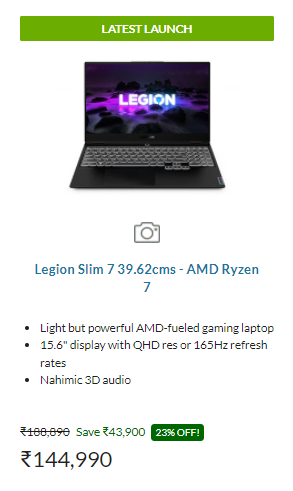 LATEST LAUNCH
LEGION
Legion Slim 7 39.62cms - AMD Ryzen
7
• Light but powerful AMD-fueled gaming laptop
• 15.6" display with QHD res or 165Hz refresh
rates
• Nahimic 3D audio
₹188,890 Save ₹43,900 23% OFF!
₹144,990